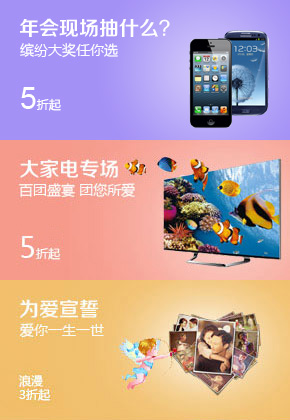 年会现场抽什么?
缤纷大奖任你选
5折起
大家电专场
百团盛宴 团您所爱
5折起
为爱宣誓
爱你一生一世
浪漫
3折起